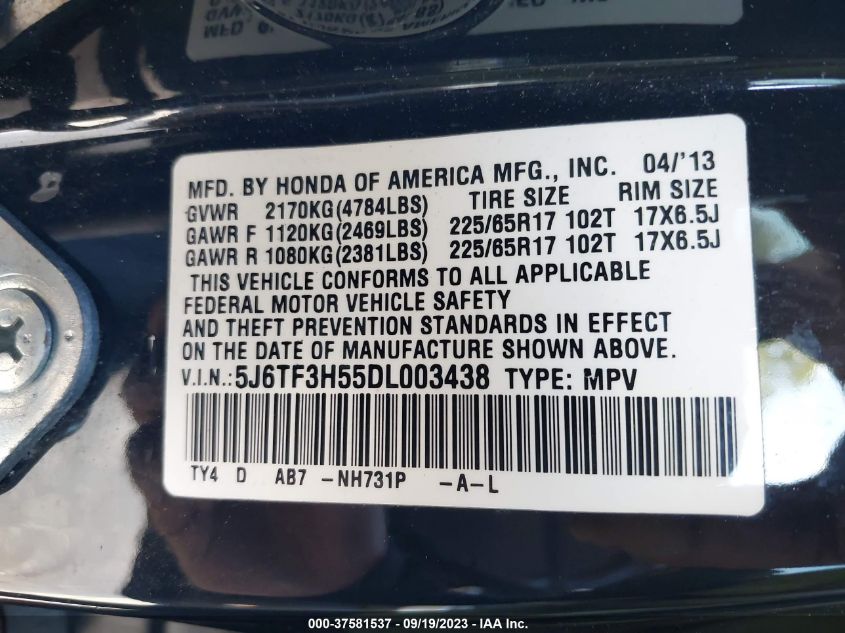 MFD. BY HONDA OF AMERICA MFG., INC. 04/'13
GVWR 2170KG(4784LBS) TIRE SIZE RIM SIZE
GAWR F 1120KG(2469LBS) 225/65R17 102T 17X6.5J
GAWR R 1080KG(2381LBS) 225/65R17 102T 17X6.5J
THIS VEHICLE CONFORMS TO ALL APPLICABLE
FEDERAL MOTOR VEHICLE SAFETY
AND THEFT PREVENTION STANDARDS IN EFFECT
ON THE DATE OF MANUFACTURE SHOWN ABOVE.
V.I.N.: 5J6TF3H55DL003438 TYPE: MPV
TY4 D AB7 -NH731P -A-L
000-37581537 - 09/19/2023 - IAA Inc.